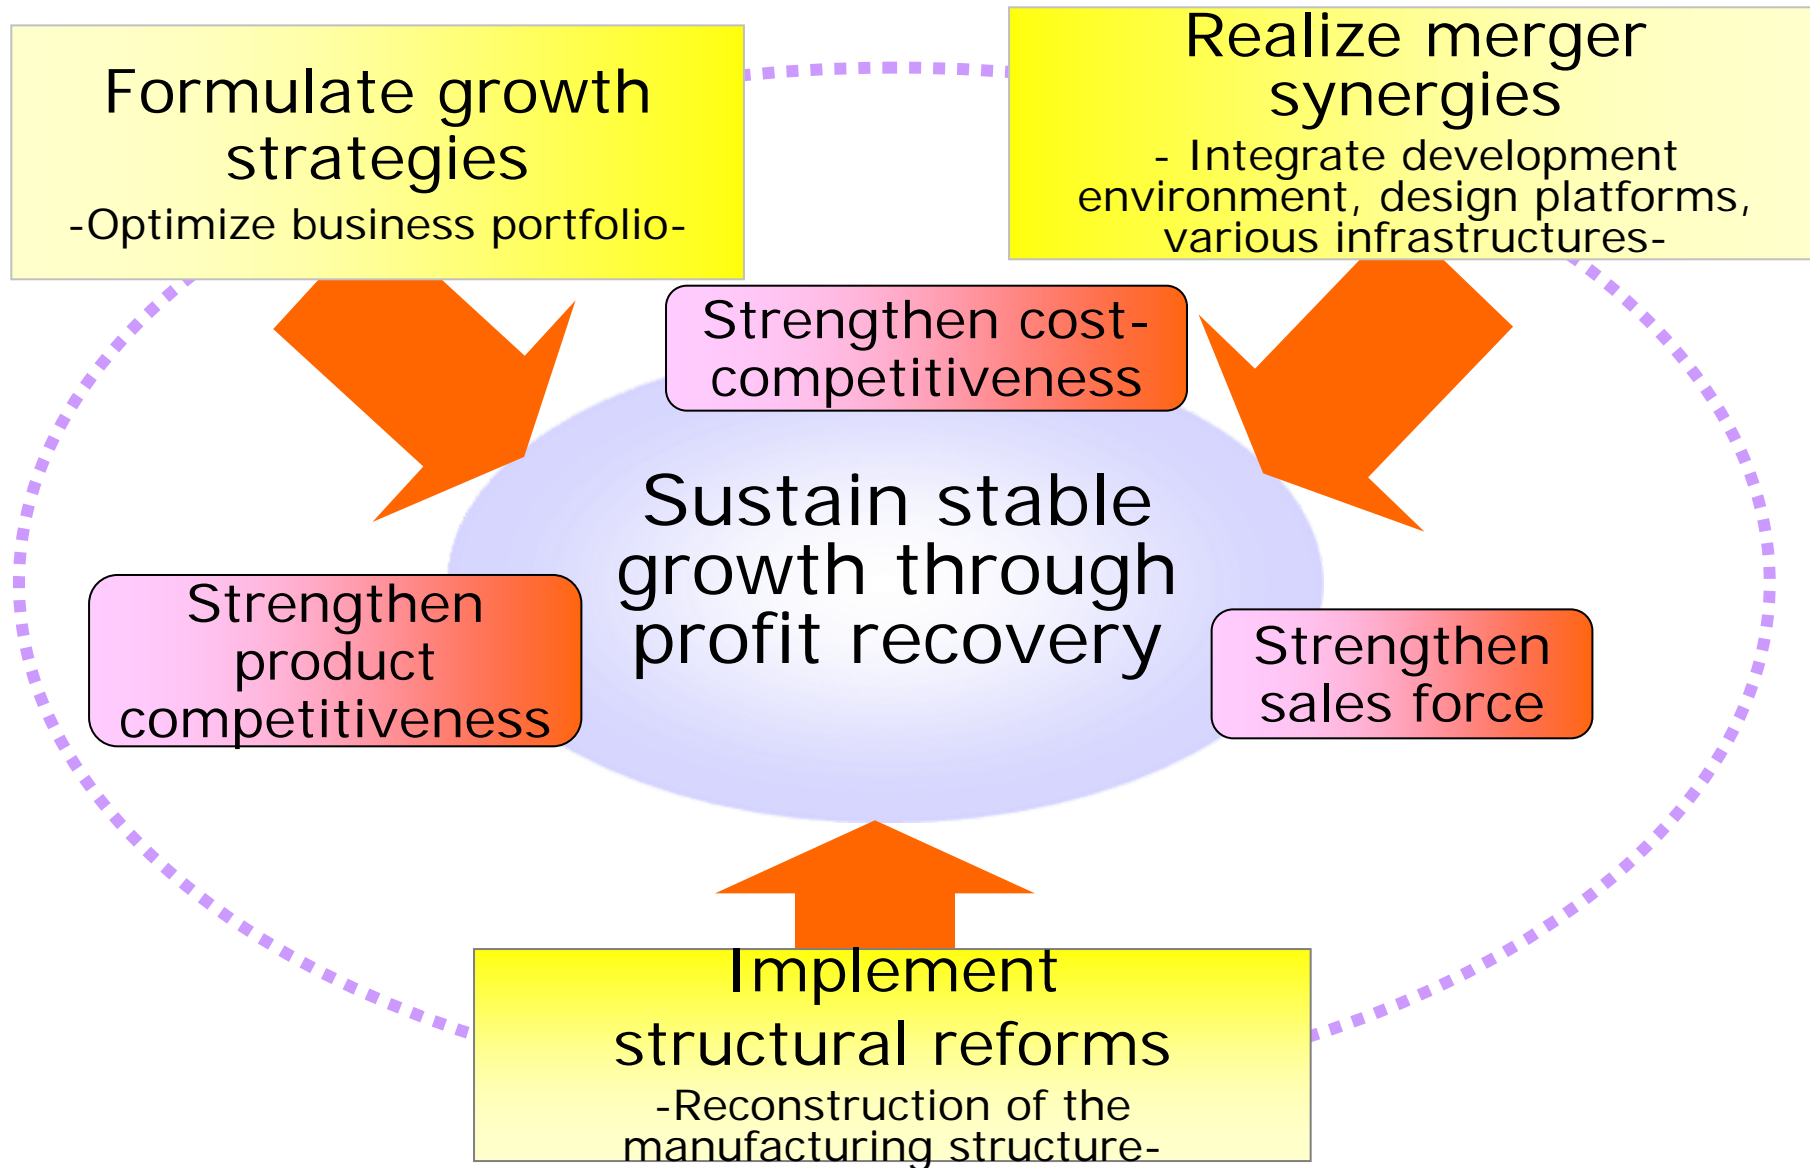 Formulate growth
strategies
-Optimize business portfolio-
Realize merger
synergies
- Integrate development
environment, design platforms,
various infrastructures-
Strengthen cost-
competitiveness
Sustain stable
growth through
profit recovery
Strengthen
product
competitiveness
Strengthen
sales force
Implement
structural reforms
-Reconstruction of the
manufacturing structure-